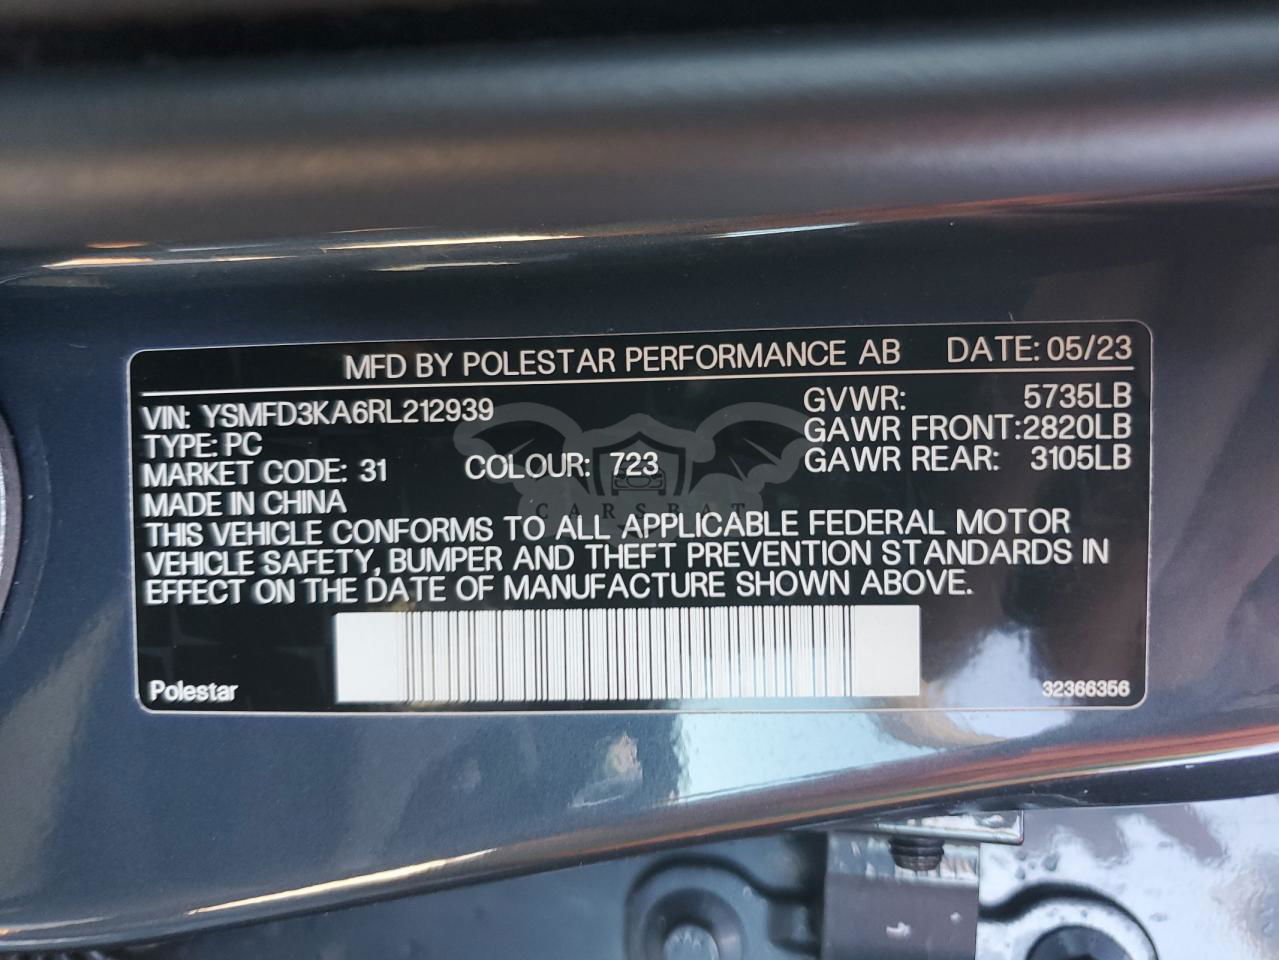 MFD BY POLESTAR PERFORMANCE AB DATE: 05/23
VIN: YSMFD3KA6RL212939 GVWR: 5735LB
TYPE: PC GAWR FRONT:2820LB
MARKET CODE: 31 COLOUR: 723 GAWR REAR: 3105LB
MADE IN CHINA
CARSBAT
THIS VEHICLE CONFORMS TO ALL APPLICABLE FEDERAL MOTOR
VEHICLE SAFETY, BUMPER AND THEFT PREVENTION STANDARDS IN
EFFECT ON THE DATE OF MANUFACTURE SHOWN ABOVE.
Polestar 32366356